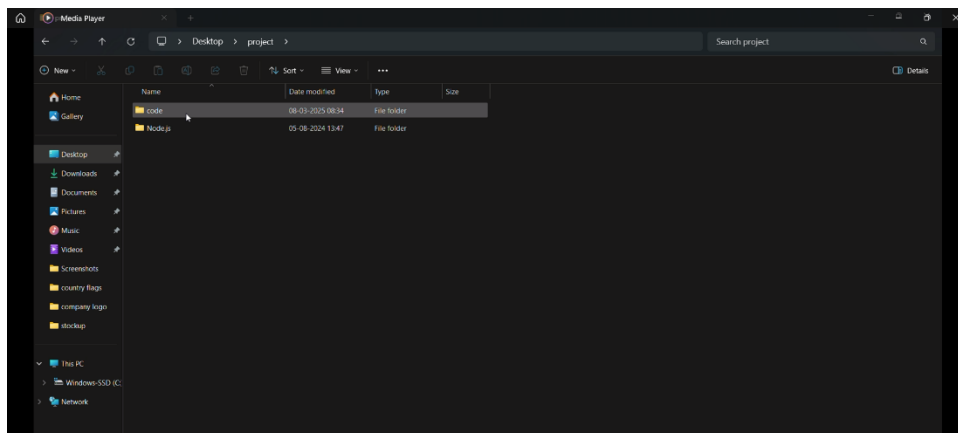 Media Player
Desktop > project >
Search project
New
Sort
View
Details
Name Date modified Type Size
code 08-03-2025 08:34 File folder
Node.js 05-08-2024 13:47 File folder
Home
Gallery
Desktop
Downloads
Documents
Pictures
Music
Videos
Screenshots
country flags
company logo
stockup
This PC
Windows-SSD (C:
Network